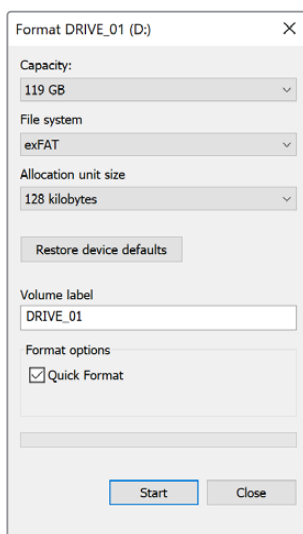 Format DRIVE_01 (D:)
Capacity:
119 GB
File system
exFAT
Allocation unit size
128 kilobytes
Restore device defaults
Volume label
DRIVE_01
Format options
Quick Format
Start Close